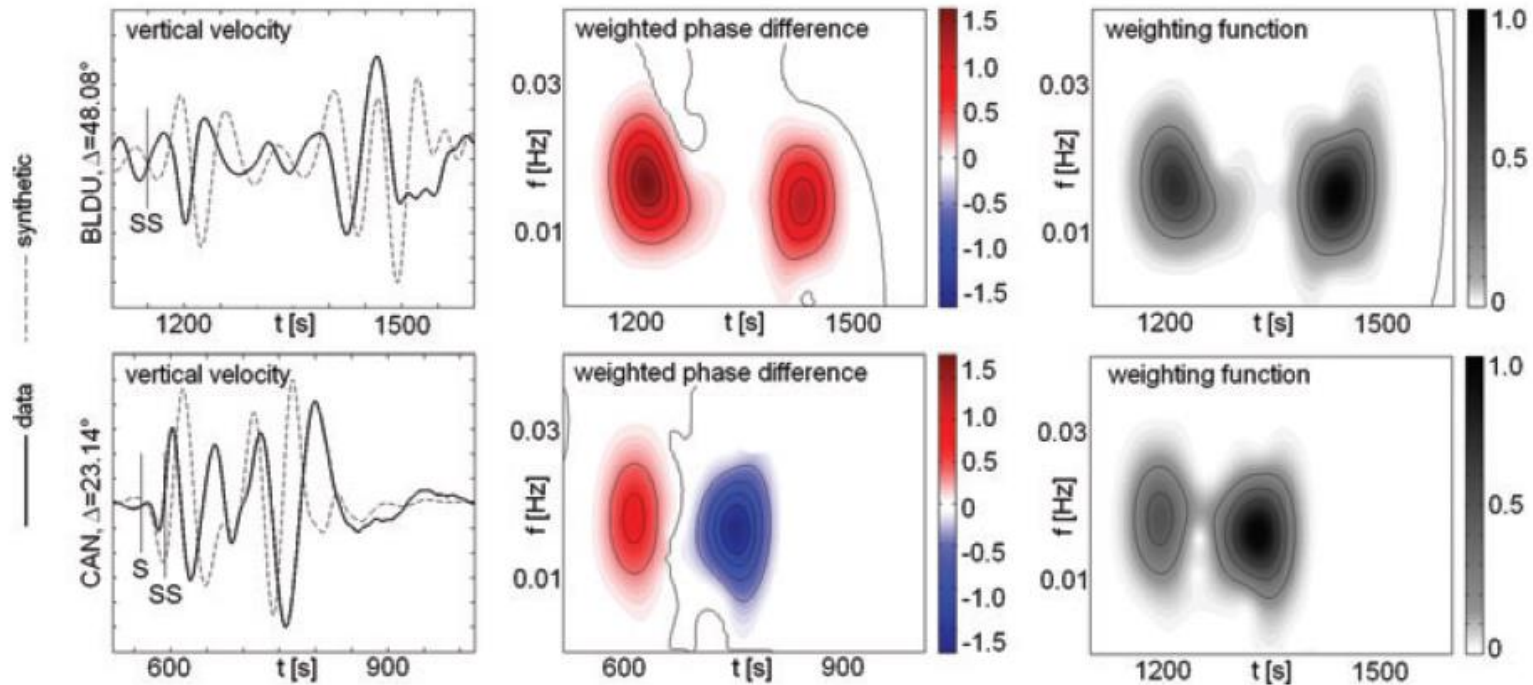 data
synthetic
BLDU, Δ=48.08°
vertical velocity
SS
1200 t [s] 1500
weighted phase difference
f [Hz]
0.03
0.01
1200 t [s] 1500
1.5
1.0
0.5
0
-0.5
-1.0
-1.5
weighting function
f [Hz]
0.03
0.01
1200 t [s] 1500
1.0
0.5
0
CAN, Δ=23.14°
vertical velocity
S
SS
600 t [s] 900
weighted phase difference
f [Hz]
0.03
0.01
600 t [s] 900
1.5
1.0
0.5
0
-0.5
-1.0
-1.5
weighting function
f [Hz]
0.03
0.01
1200 t [s] 1500
1.0
0.5
0